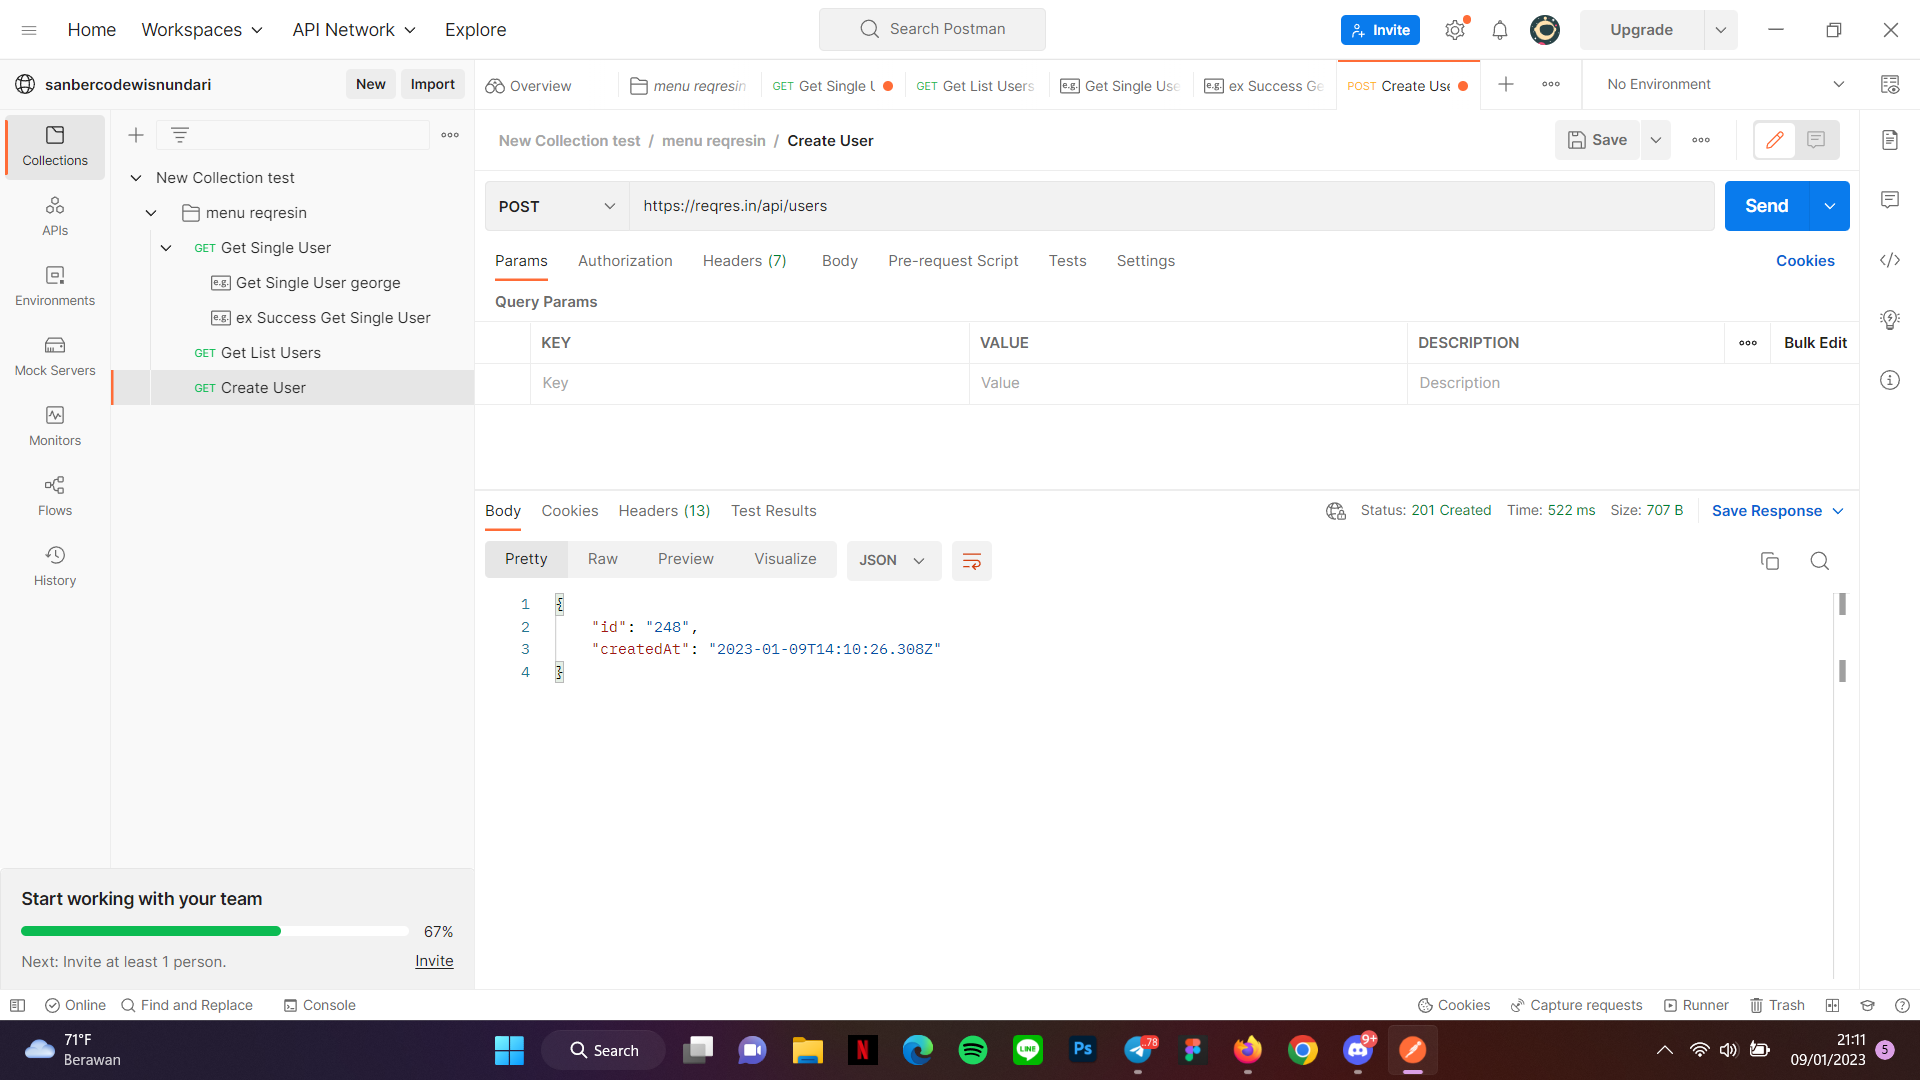 Home Workspaces API Network Explore Search Postman Invite Upgrade
sanbercodewisnundari New Import Overview menu reqresin GET Get Single U GET Get List Users e.g. Get Single Use e.g. ex Success Ge POST Create Use No Environment
New Collection test / menu reqresin / Create User Save
Collections
APIs
Environments
Mock Servers
Monitors
Flows
History
New Collection test
menu reqresin
GET Get Single User
e.g. Get Single User george
e.g. ex Success Get Single User
GET Get List Users
GET Create User
POST https://reqres.in/api/users Send
Params Authorization Headers (7) Body Pre-request Script Tests Settings Cookies
Query Params
KEY VALUE DESCRIPTION Bulk Edit
Key Value Description
Body Cookies Headers (13) Test Results Status: 201 Created Time: 522 ms Size: 707 B Save Response
Pretty Raw Preview Visualize JSON
1 {
2 "id": "248",
3 "createdAt": "2023-01-09T14:10:26.308Z"
4 }
Start working with your team
67%
Next: Invite at least 1 person. Invite
Online Find and Replace Console Cookies Capture requests Runner Trash
71°F
Berawan
Search
N
LINE
Ps
..78
9+
21:11
09/01/2023
5